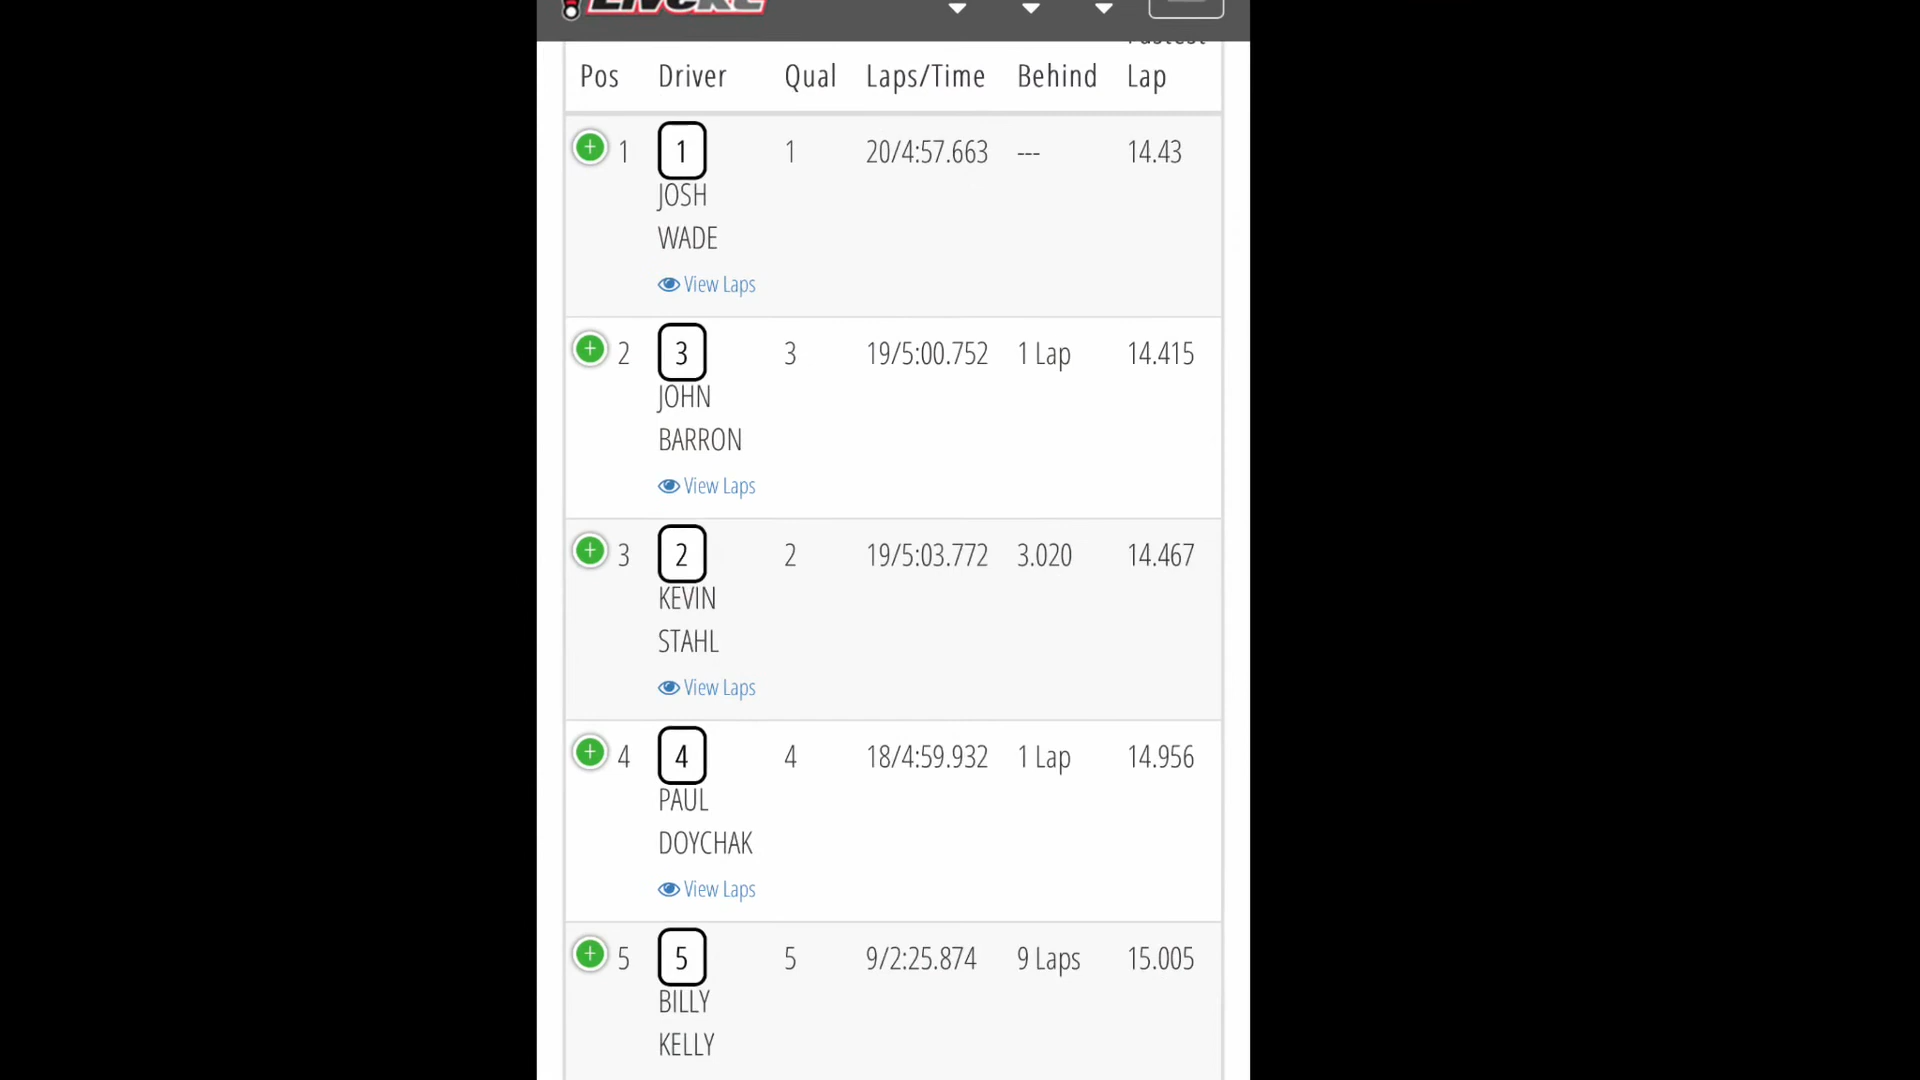 LiveRC
Fastest
Pos Driver Qual Laps/Time Behind Lap
1 1 1 20/4:57.663 --- 14.43
JOSH
WADE
View Laps
2 3 3 19/5:00.752 1 Lap 14.415
JOHN
BARRON
View Laps
3 2 2 19/5:03.772 3.020 14.467
KEVIN
STAHL
View Laps
4 4 4 18/4:59.932 1 Lap 14.956
PAUL
DOYCHAK
View Laps
5 5 5 9/2:25.874 9 Laps 15.005
BILLY
KELLY